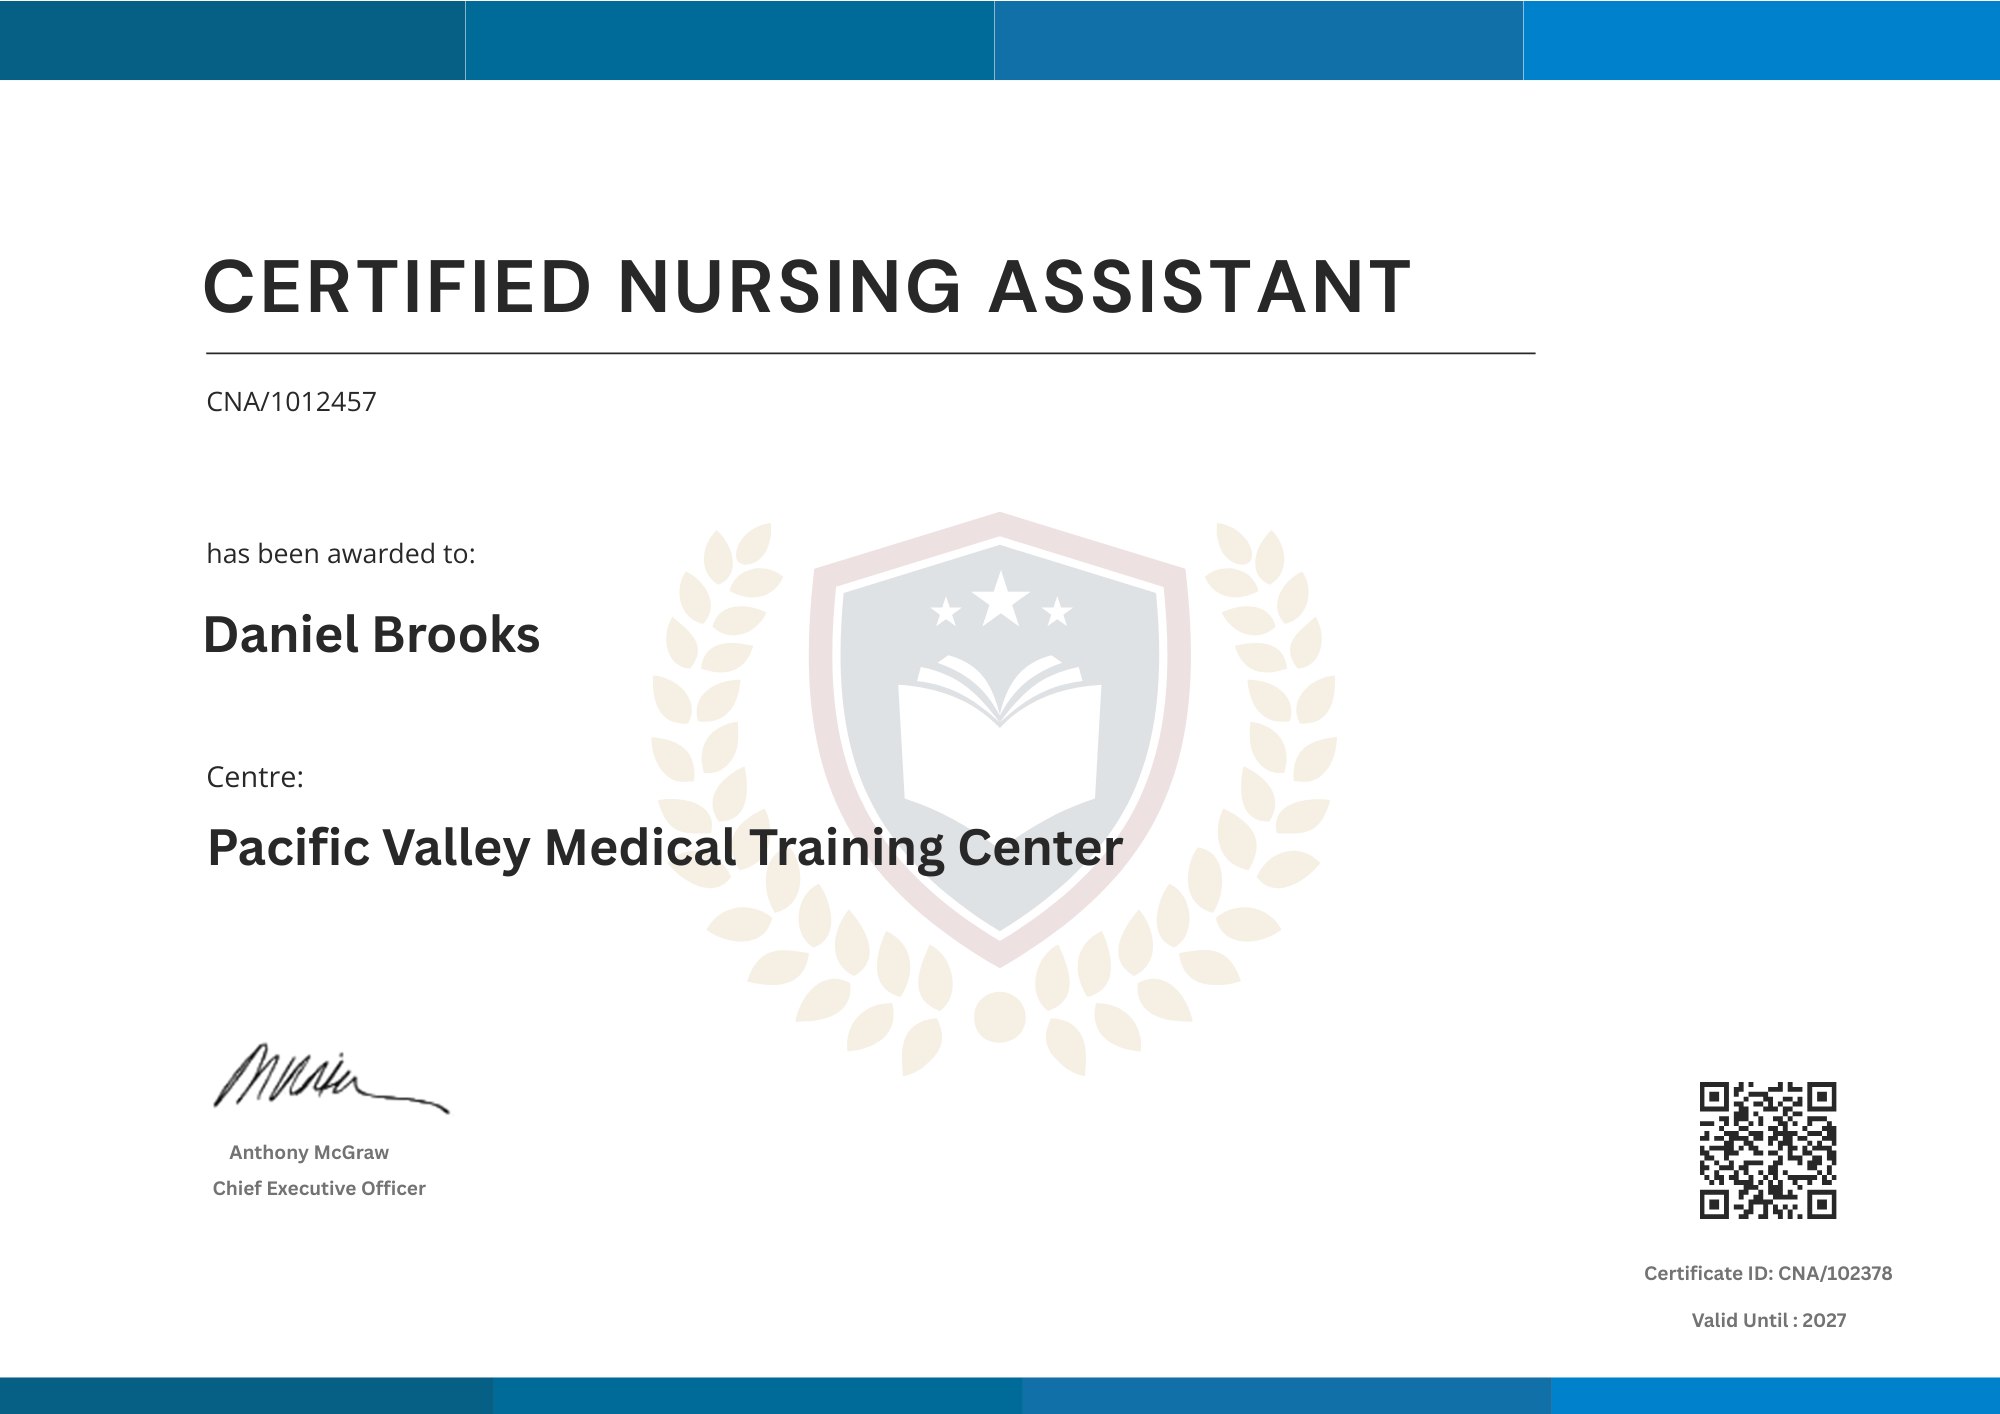 CERTIFIED NURSING ASSISTANT
CNA/1012457
has been awarded to:
Daniel Brooks
Centre:
Pacific Valley Medical Training Center
Anthony McGraw
Chief Executive Officer
Certificate ID: CNA/102378
Valid Until : 2027